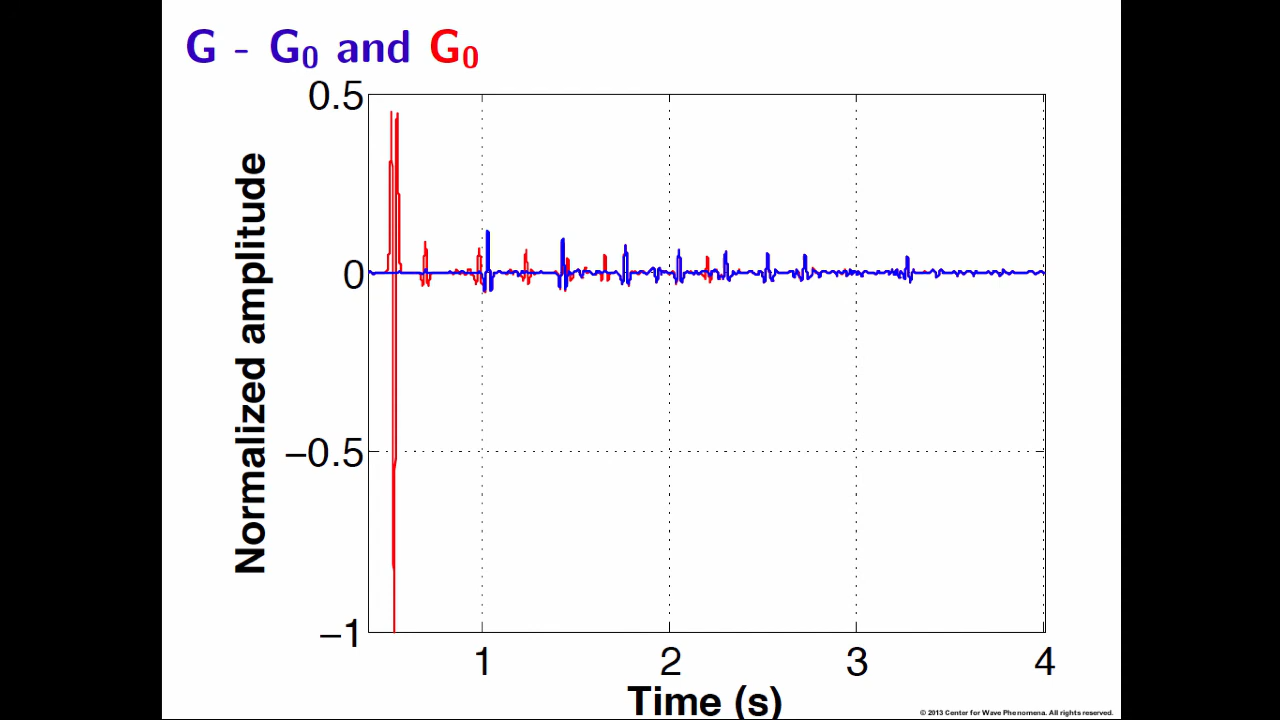 G - G₀ and G₀
0.5
0
−0.5
−1
Normalized amplitude
1 2 3 4
Time (s)
© 2013 Center for Wave Phenomena. All rights reserved.